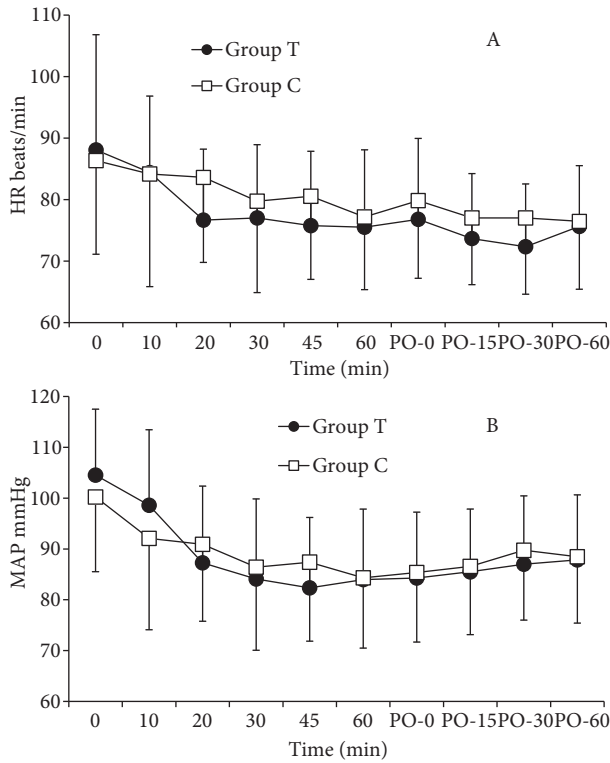 110
A
Group T
100
Group C
HR beats/min
90
80
70
60
0 10 20 30 45 60 PO-0 PO-15 PO-30 PO-60
Time (min)
120
Group T
B
110
Group C
100
MAP mmHg
90
80
70
60
0 10 20 30 45 60 PO-0 PO-15 PO-30 PO-60
Time (min)